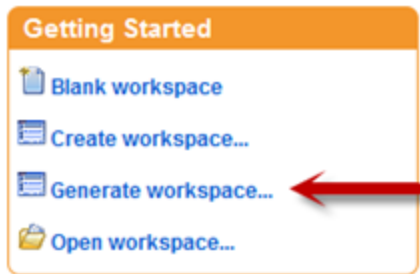 Getting Started
Blank workspace
Create workspace...
Generate workspace...
Open workspace...